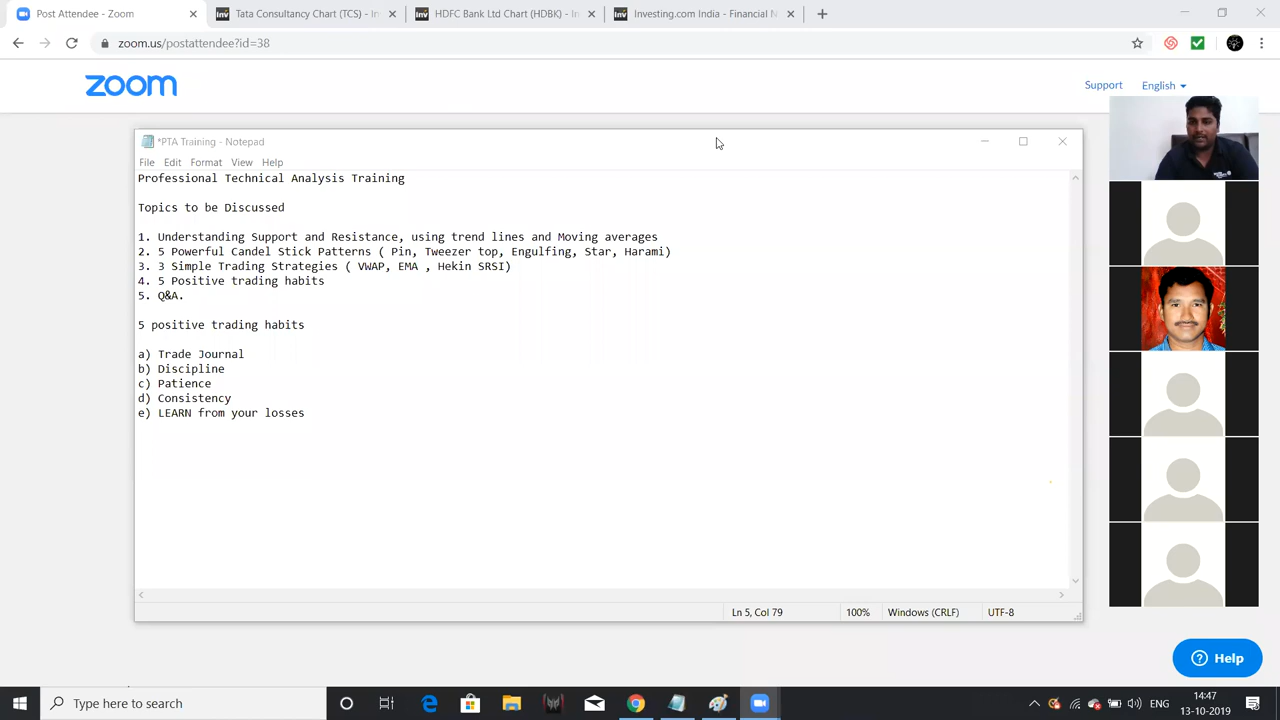 Post Attendee - Zoom
Tata Consultancy Chart (TCS) - In
HDFC Bank Ltd Chart (HDBK) - In
Investing.com India - Financial N
zoom.us/postattendee?id=38
zoom
Support
English
*PTA Training - Notepad
File Edit Format View Help
Professional Technical Analysis Training
Topics to be Discussed
1. Understanding Support and Resistance, using trend lines and Moving averages
2. 5 Powerful Candel Stick Patterns ( Pin, Tweezer top, Engulfing, Star, Harami)
3. 3 Simple Trading Strategies ( VWAP, EMA , Hekin SRSI)
4. 5 Positive trading habits
5. Q&A.
5 positive trading habits
a) Trade Journal
b) Discipline
c) Patience
d) Consistency
e) LEARN from your losses
Ln 5, Col 79
100%
Windows (CRLF)
UTF-8
Help
Type here to search
ENG
14:47
13-10-2019